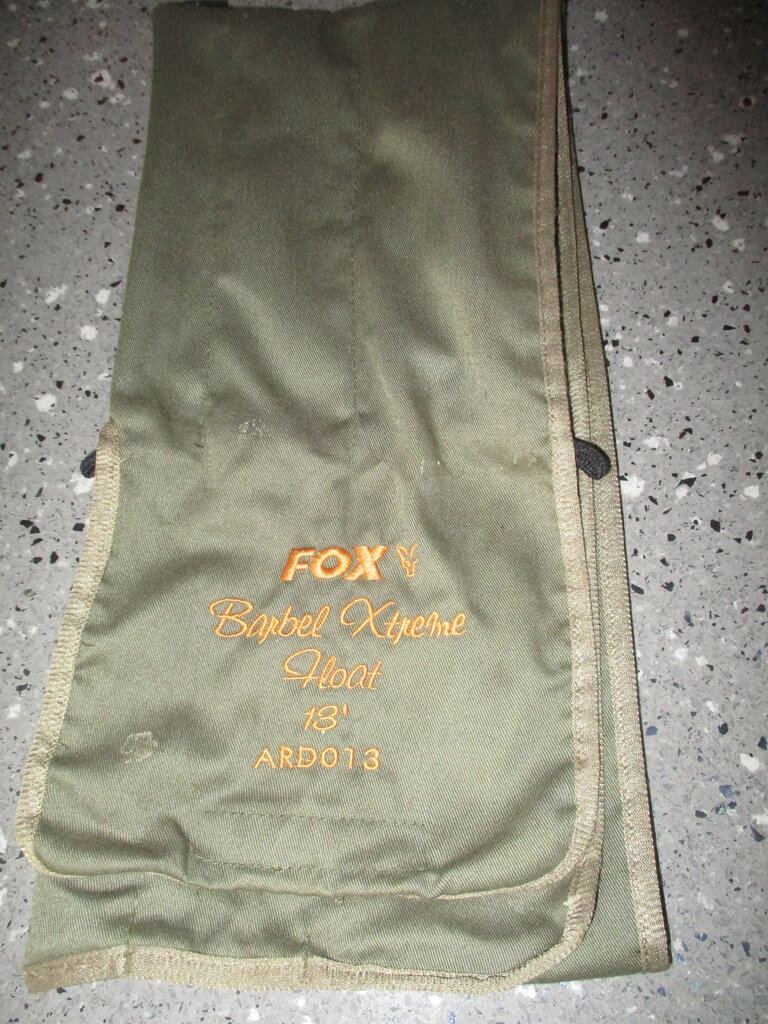 FOX
Barbel Xtreme
Float
13'
ARD013